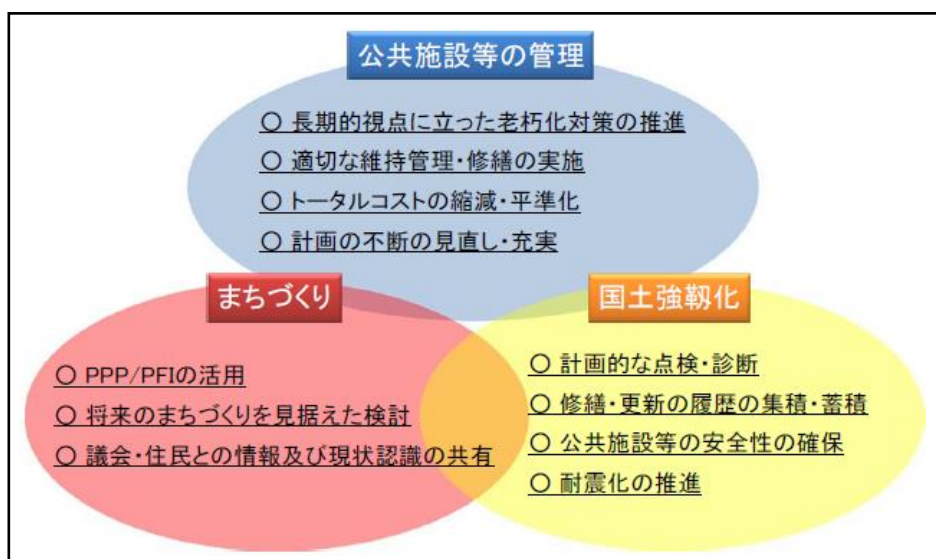 公共施設等の管理
○ 長期的視点に立った老朽化対策の推進
○ 適切な維持管理・修繕の実施
○ トータルコストの縮減・平準化
○ 計画の不断の見直し・充実
まちづくり
○ PPP/PFIの活用
○ 将来のまちづくりを見据えた検討
○ 議会・住民との情報及び現状認識の共有
国土強靱化
○ 計画的な点検・診断
○ 修繕・更新の履歴の集積・蓄積
○ 公共施設等の安全性の確保
○ 耐震化の推進